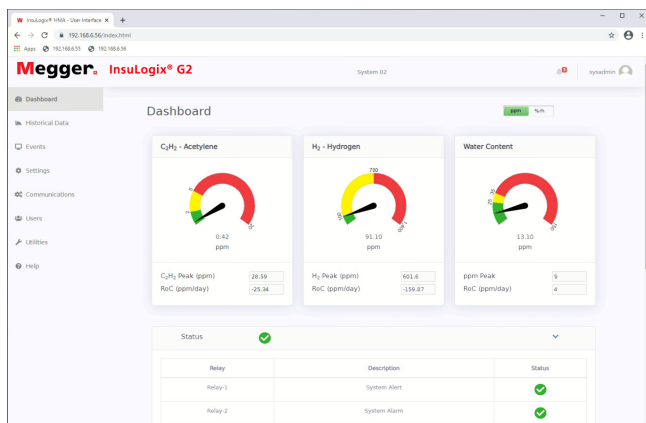 InsuLogix® HMA - User Interface
192.168.6.56/index.html
Apps 192.168.6.55 192.168.6.56
Megger. InsuLogix® G2 System 02 sysadmin
Dashboard
Historical Data
Events
Settings
Communications
Users
Utilities
Help
Dashboard ppm %/h
C₂H₂ - Acetylene
0.42
ppm
C₂H₂ Peak (ppm) 28.59
RoC (ppm/day) -25.34
H₂ - Hydrogen
700
91.10
ppm
H₂ Peak (ppm) 601.6
RoC (ppm/day) -159.87
Water Content
13.10
ppm
ppm Peak 9
RoC (ppm/day) 4
Status
Relay Description Status
Relay-1 System Alert
Relay-2 System Alarm